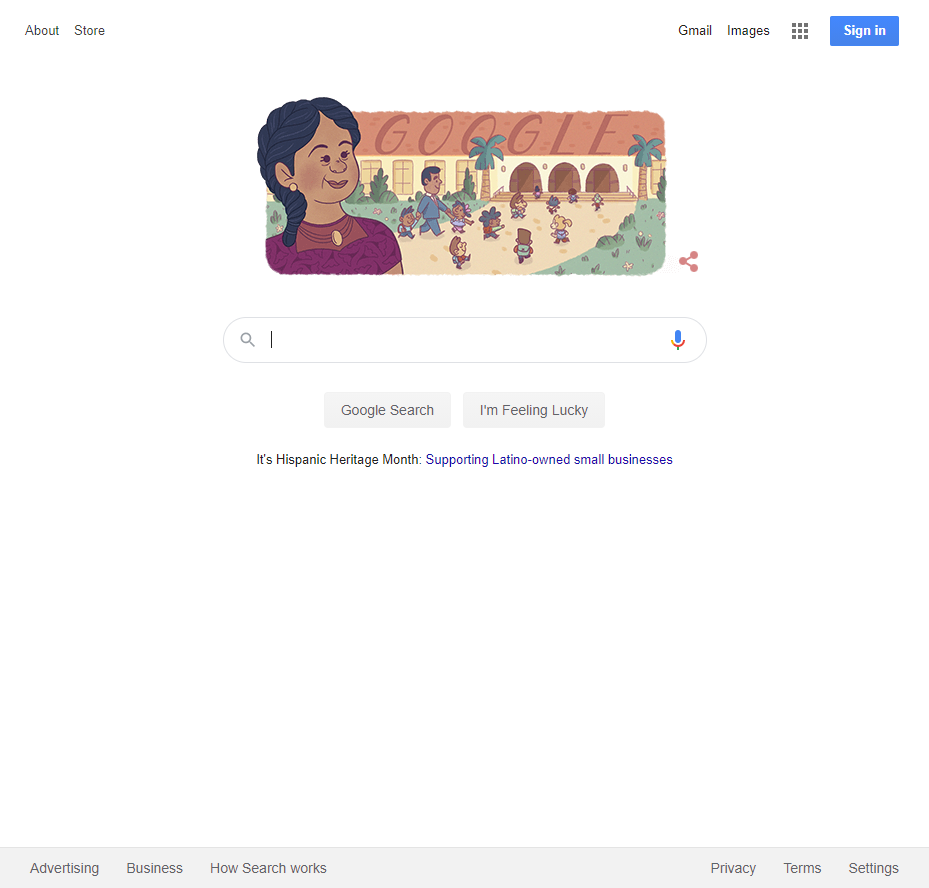 About Store
Gmail Images
Sign in
GOOGLE
Google Search
I'm Feeling Lucky
It's Hispanic Heritage Month: Supporting Latino-owned small businesses
Advertising Business How Search works
Privacy Terms Settings